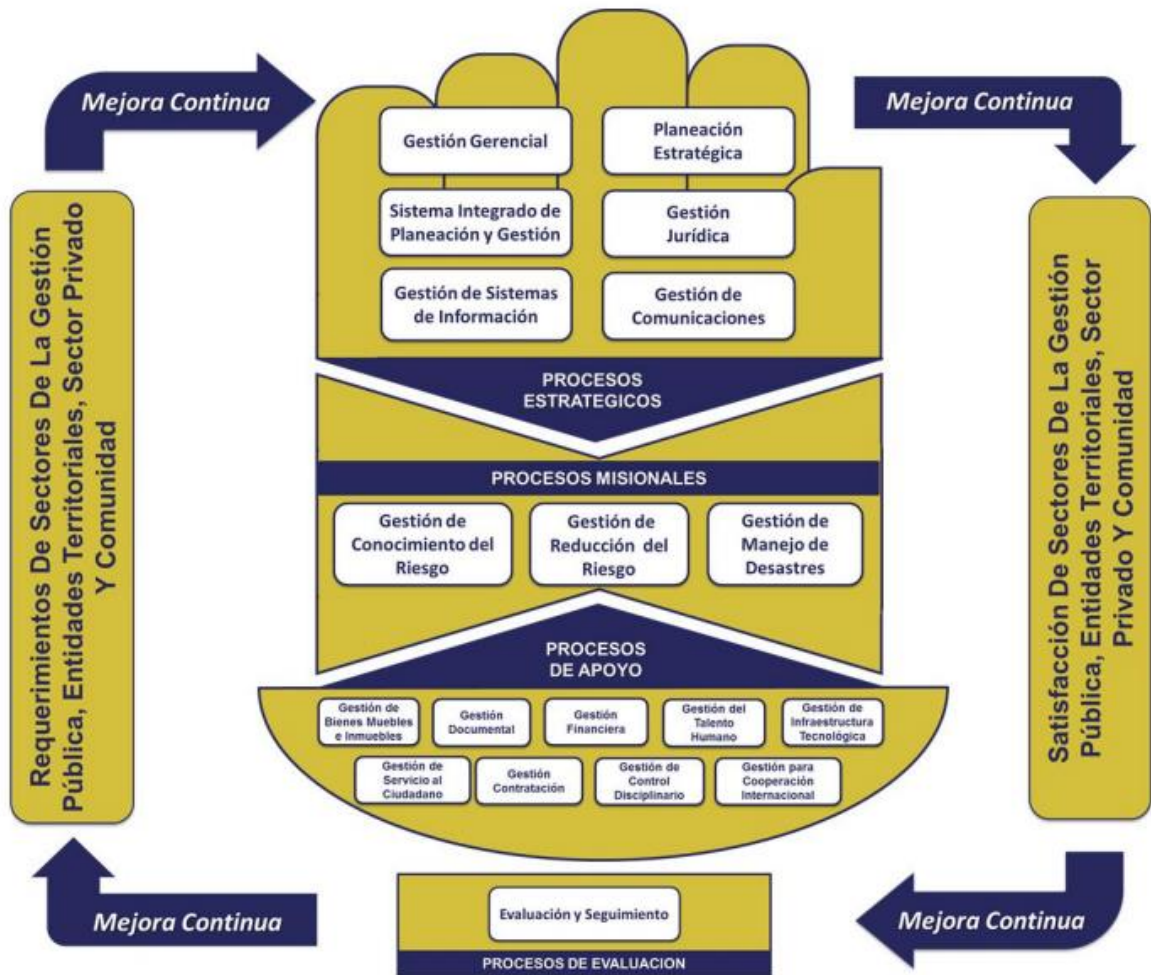 Mejora Continua
Mejora Continua
Requerimientos De Sectores De La Gestión
Pública, Entidades Territoriales, Sector Privado
Y Comunidad
Gestión Gerencial
Planeación
Estratégica
Sistema Integrado de
Planeación y Gestión
Gestión
Jurídica
Gestión de Sistemas
de Información
Gestión de
Comunicaciones
PROCESOS
ESTRATEGICOS
PROCESOS MISIONALES
Gestión de
Conocimiento del
Riesgo
Gestión de
Reducción del
Riesgo
Gestión de
Manejo de
Desastres
PROCESOS
DE APOYO
Gestión de
Bienes Muebles
e Inmuebles
Gestión
Documental
Gestión
Financiera
Gestión del
Talento
Humano
Gestión de
Infraestructura
Tecnológica
Gestión de
Servicio al
Ciudadano
Gestión
Contratación
Gestión de
Control
Disciplinario
Gestión para
Cooperación
Internacional
Satisfacción De Sectores De La Gestión
Pública, Entidades Territoriales, Sector
Privado Y Comunidad
Mejora Continua
Evaluación y Seguimiento
PROCESOS DE EVALUACION
Mejora Continua